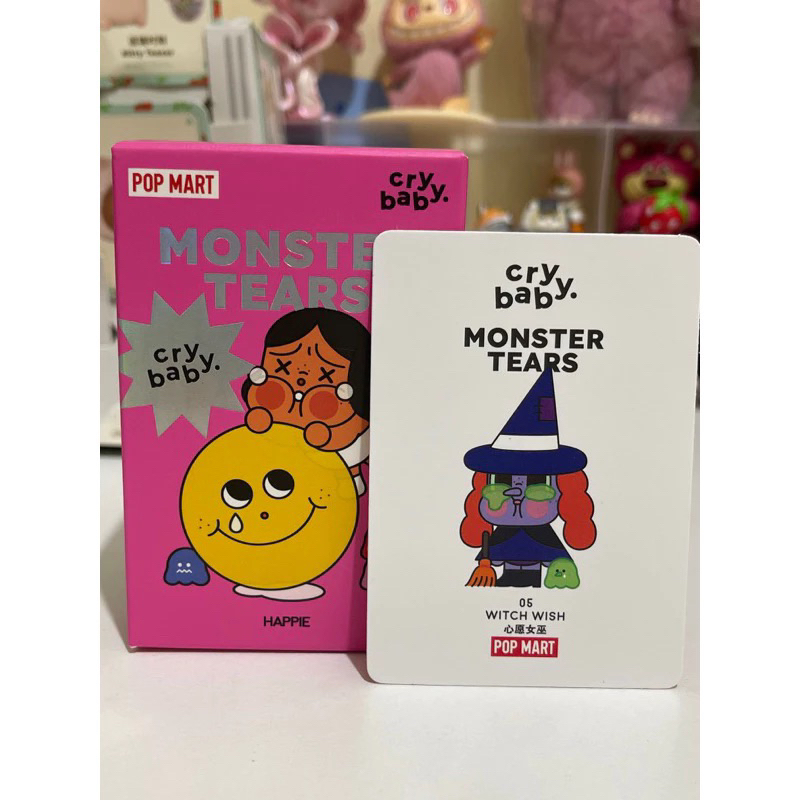 POP MART
cry
baby.
MONSTE
TEARS
cry
baby.
HAPPIE
cry
baby.
MONSTER
TEARS
05
WITCH WISH
心愿女巫
POP MART